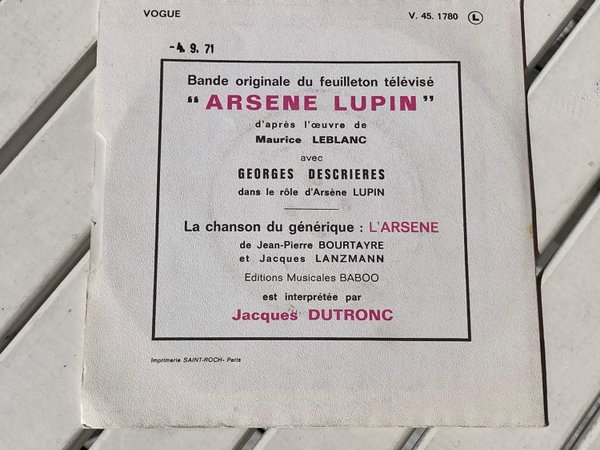 VOGUE
V. 45. 1780 L
-4. 9. 71
Bande originale du feuilleton télévisé
"ARSENE LUPIN"
d'après l'œuvre de
Maurice LEBLANC
avec
GEORGES DESCRIERES
dans le rôle d'Arsène LUPIN
La chanson du générique : L'ARSENE
de Jean-Pierre BOURTAYRE
et Jacques LANZMANN
Editions Musicales BABOO
est interprétée par
Jacques DUTRONC
Imprimerie SAINT-ROCH- Paris